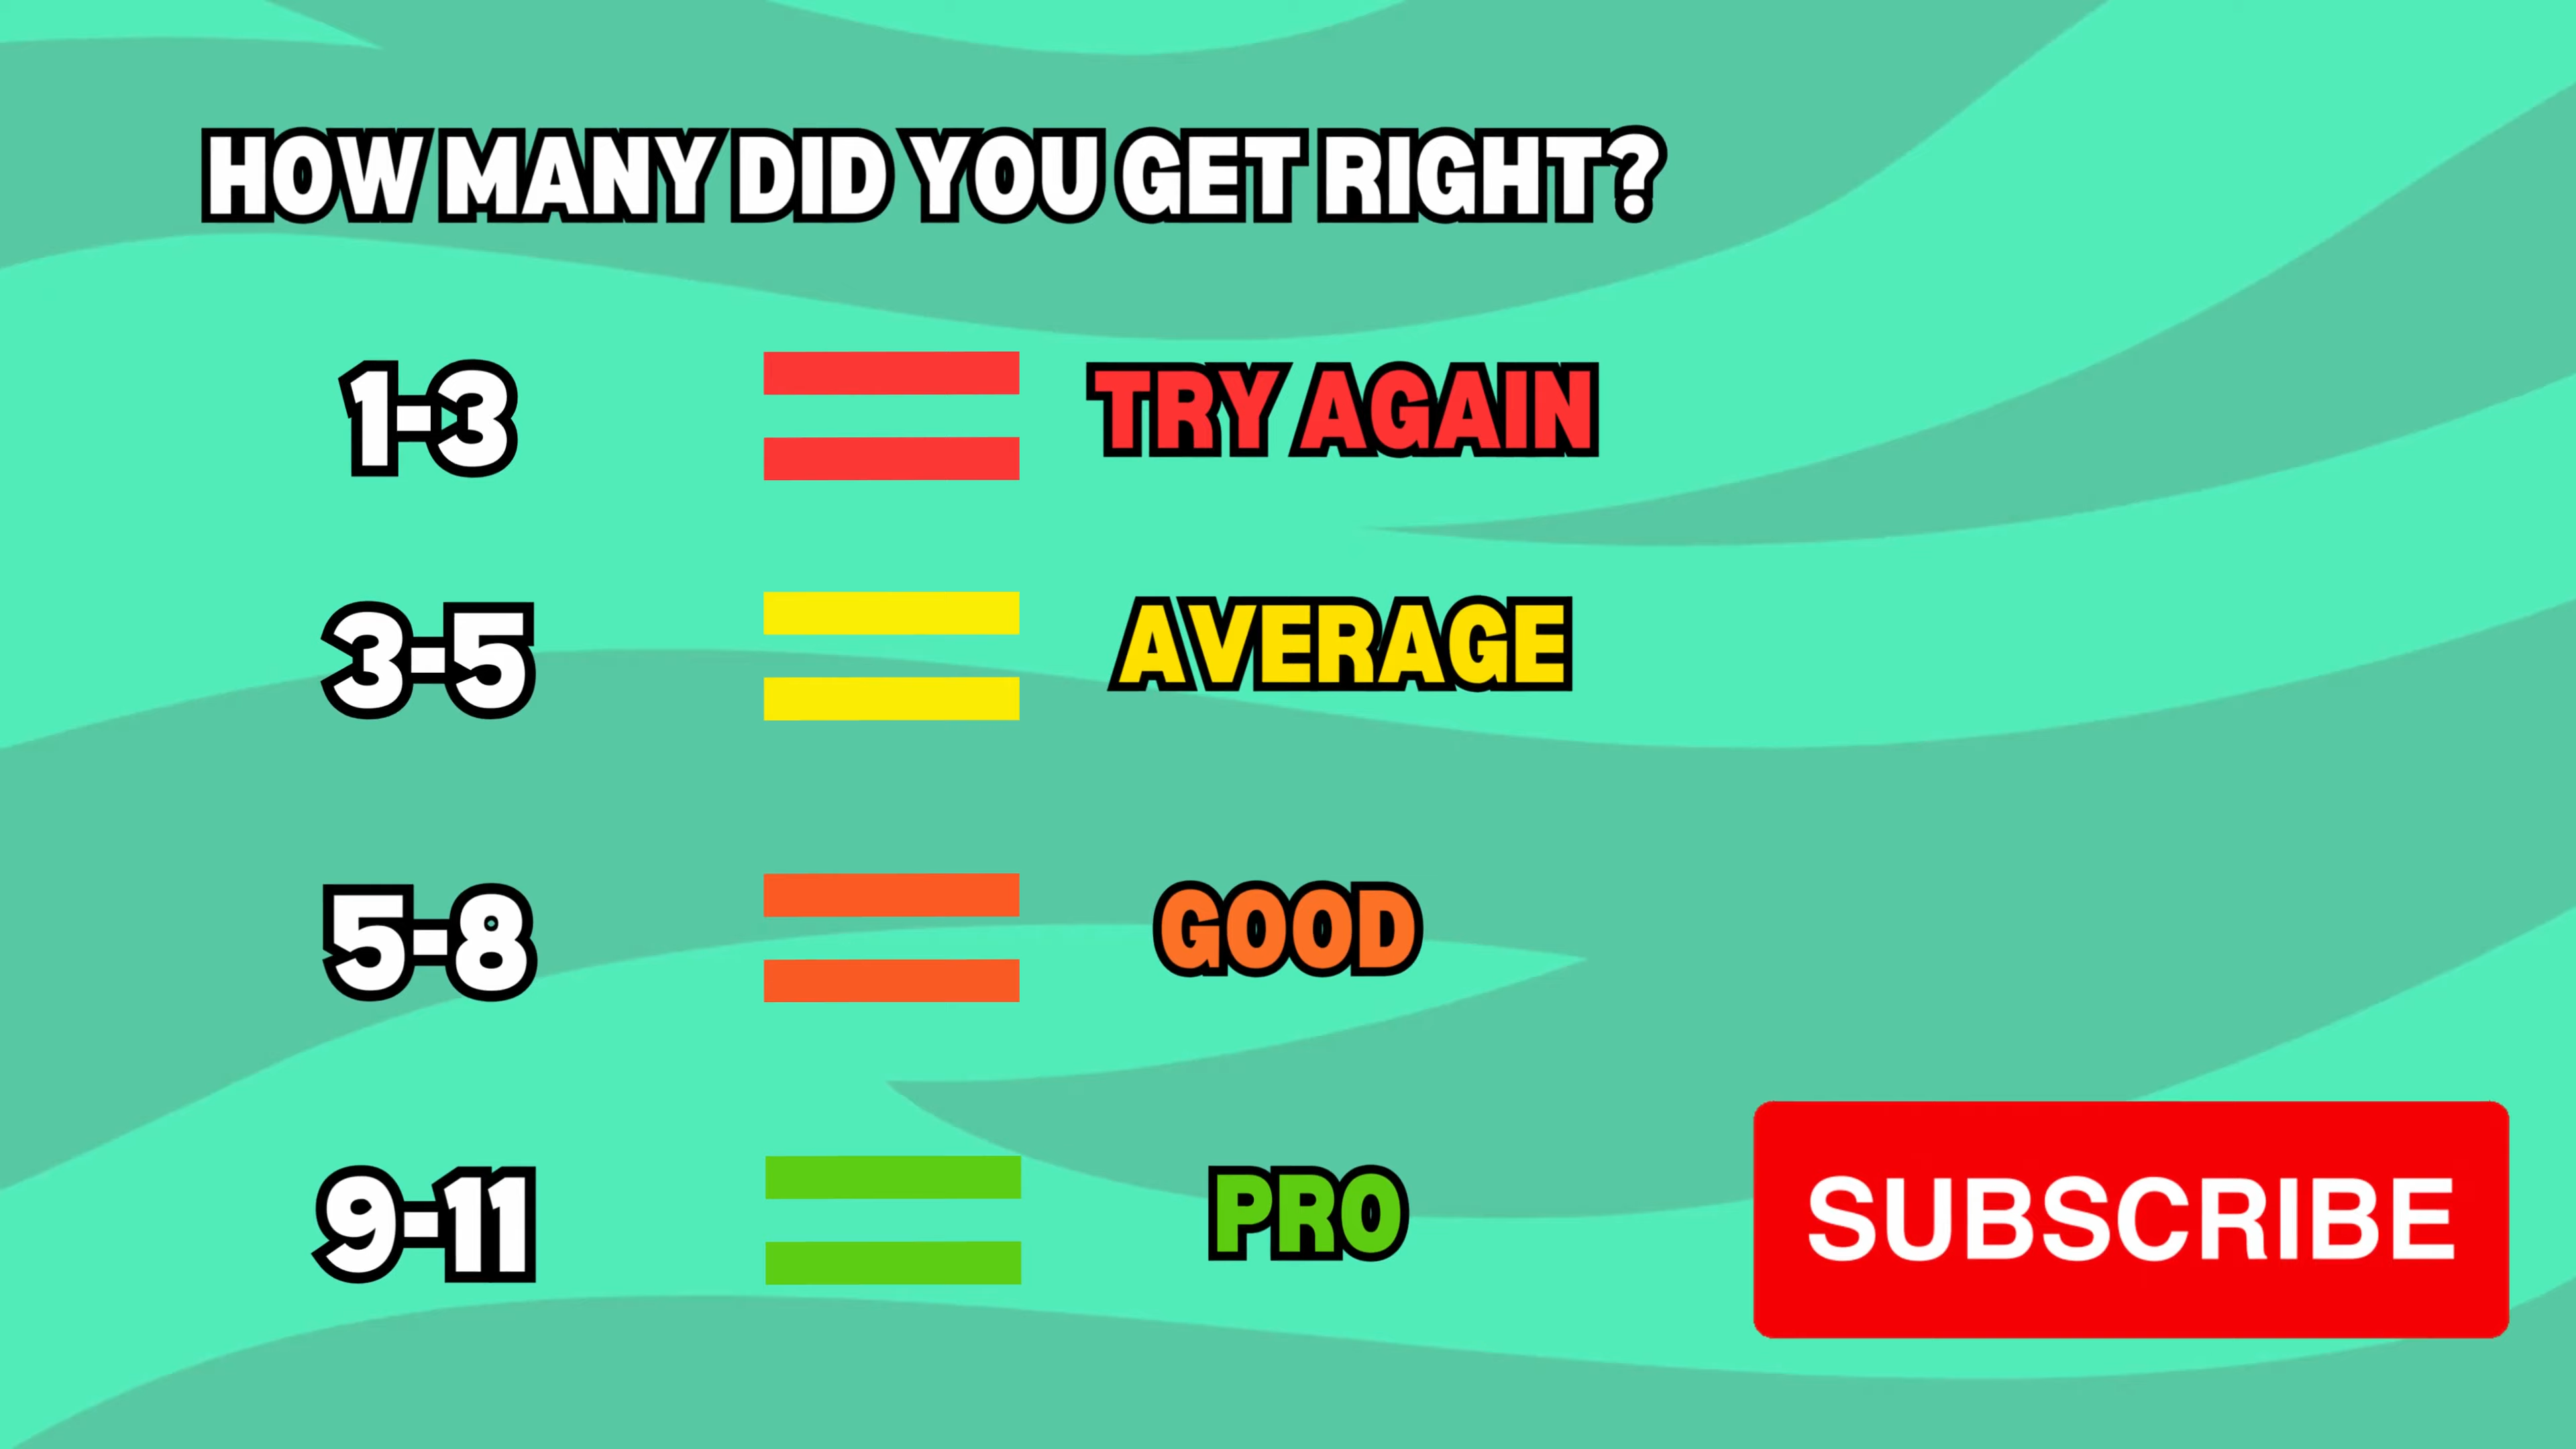 HOW MANY DID YOU GET RIGHT?
1-3 TRY AGAIN
3-5 AVERAGE
5-8 GOOD
9-11 PRO
SUBSCRIBE